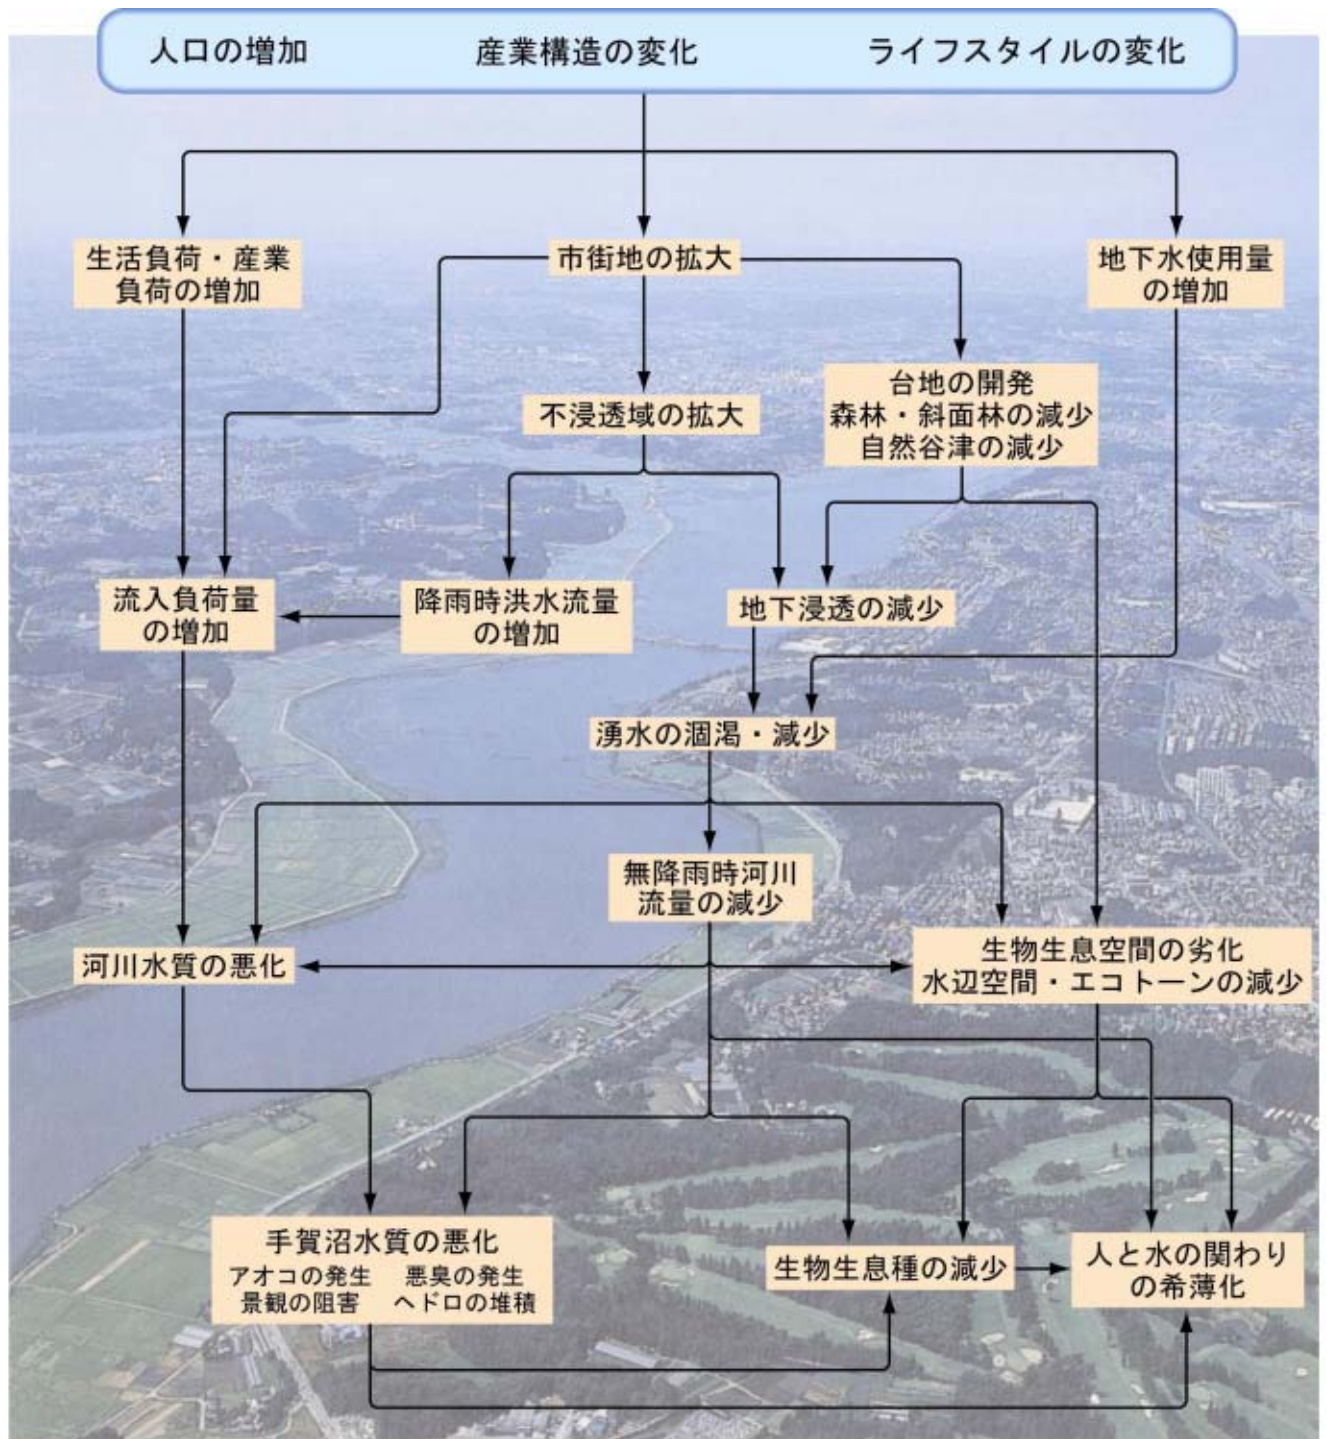 人口の増加 産業構造の変化 ライフスタイルの変化
生活負荷・産業
負荷の増加
市街地の拡大
地下水使用量
の増加
不浸透域の拡大
台地の開発
森林・斜面林の減少
自然谷津の減少
流入負荷量
の増加
降雨時洪水流量
の増加
地下浸透の減少
湧水の涸渇・減少
無降雨時河川
流量の減少
河川水質の悪化
生物生息空間の劣化
水辺空間・エコトーンの減少
手賀沼水質の悪化
アオコの発生 悪臭の発生
景観の阻害 ヘドロの堆積
生物生息種の減少
人と水の関わり
の希薄化